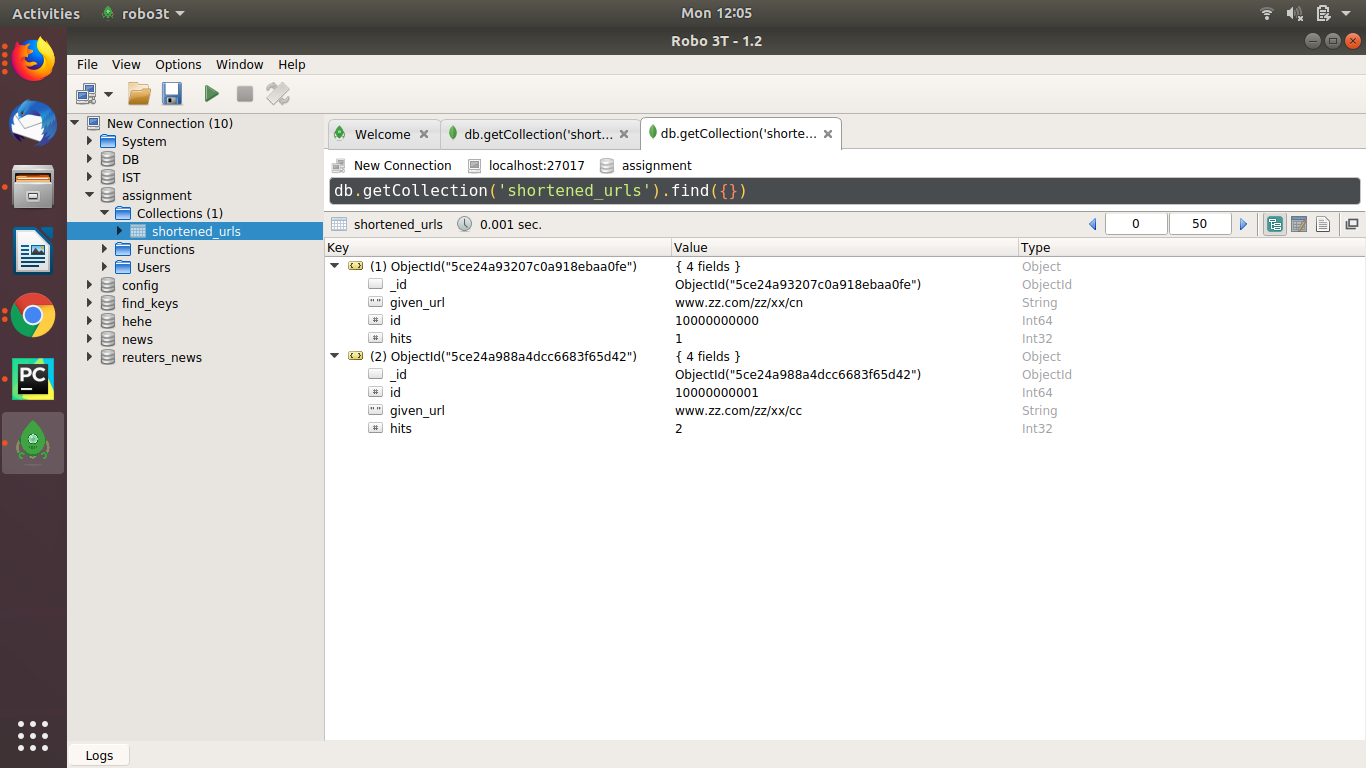 Activities robo3t Mon 12:05
Robo 3T - 1.2
File View Options Window Help
New Connection (10)
System
DB
IST
assignment
Collections (1)
shortened_urls
Functions
Users
config
find_keys
hehe
news
reuters_news
Welcome db.getCollection('short... db.getCollection('shorte...
New Connection localhost:27017 assignment
db.getCollection('shortened_urls').find({})
shortened_urls 0.001 sec. 0 50
Key Value Type
(1) ObjectId("5ce24a93207c0a918ebaa0fe") { 4 fields } Object
_id ObjectId("5ce24a93207c0a918ebaa0fe") ObjectId
given_url www.zz.com/zz/xx/cn String
id 10000000000 Int64
hits 1 Int32
(2) ObjectId("5ce24a988a4dcc6683f65d42") { 4 fields } Object
_id ObjectId("5ce24a988a4dcc6683f65d42") ObjectId
id 10000000001 Int64
given_url www.zz.com/zz/xx/cc String
hits 2 Int32
PC
Logs